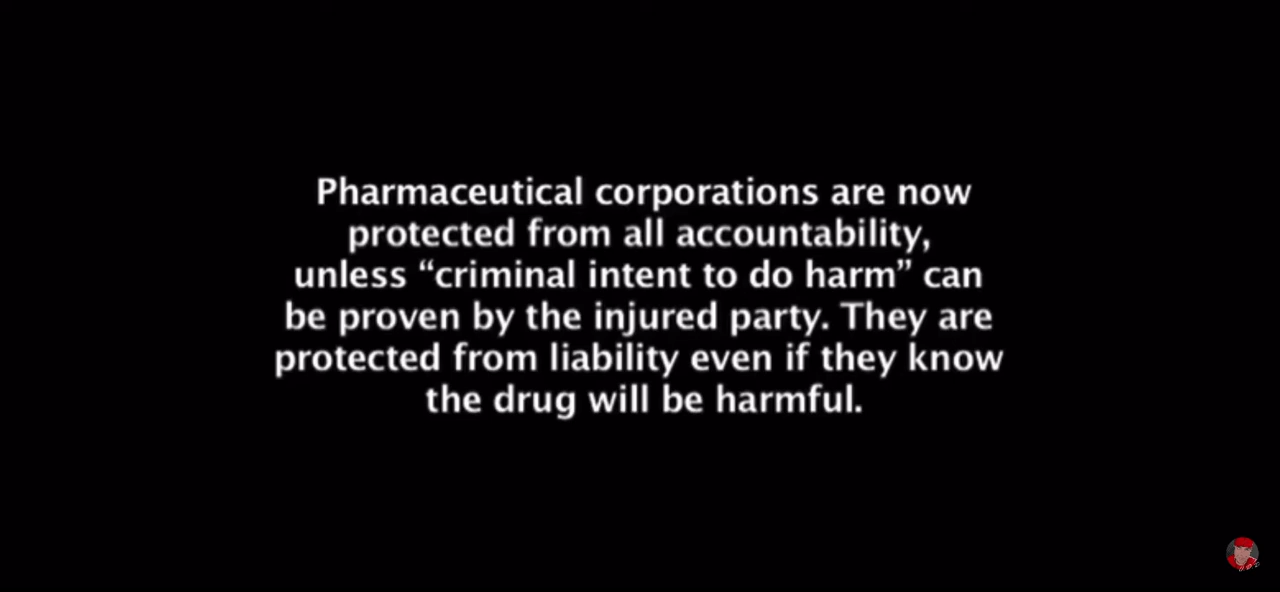 Pharmaceutical corporations are now
protected from all accountability,
unless “criminal intent to do harm” can
be proven by the injured party. They are
protected from liability even if they know
the drug will be harmful.